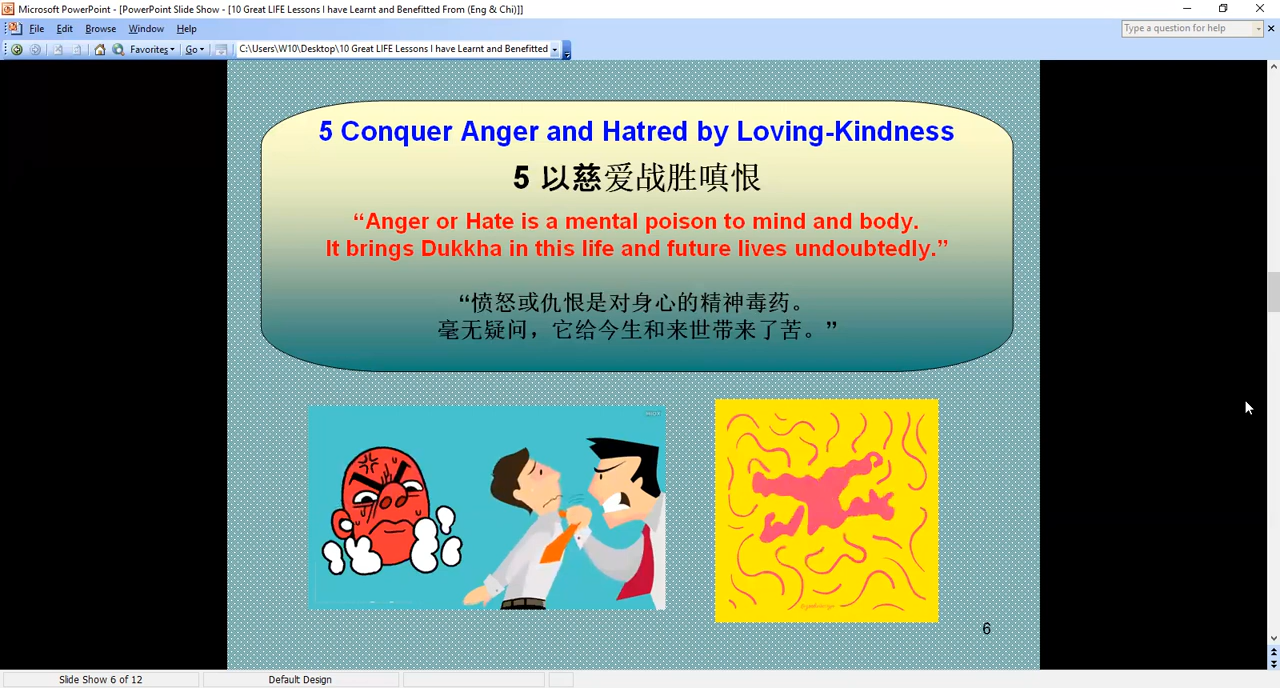 Microsoft PowerPoint - [PowerPoint Slide Show - [10 Great LIFE Lessons I have Learnt and Benefitted From (Eng & Chi)]]
File Edit Browse Window Help
Type a question for help
Favorites Go C:\Users\W10\Desktop\10 Great LIFE Lessons I have Learnt and Benefitted
5 Conquer Anger and Hatred by Loving-Kindness
5 以慈爱战胜嗔恨
“Anger or Hate is a mental poison to mind and body.
It brings Dukkha in this life and future lives undoubtedly.”
“愤怒或仇恨是对身心的精神毒药。
毫无疑问，它给今生和来世带来了苦。”
6
Slide Show 6 of 12
Default Design